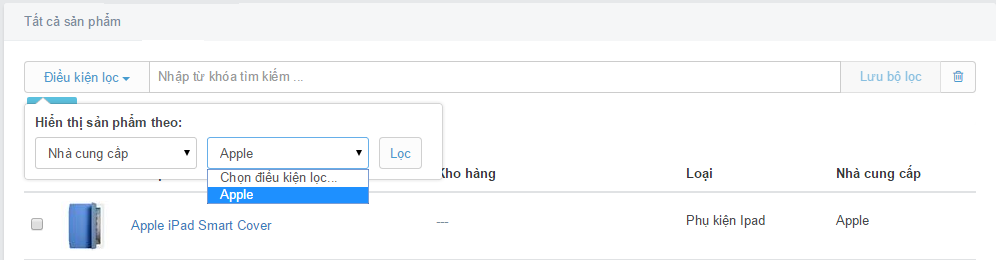 Tất cả sản phẩm
Điều kiện lọc Nhập từ khóa tìm kiếm ... Lưu bộ lọc
Hiển thị sản phẩm theo:
Nhà cung cấp Apple Lọc
Chọn điều kiện lọc...
Apple
Kho hàng Loại Nhà cung cấp
Apple iPad Smart Cover --- Phụ kiện Ipad Apple